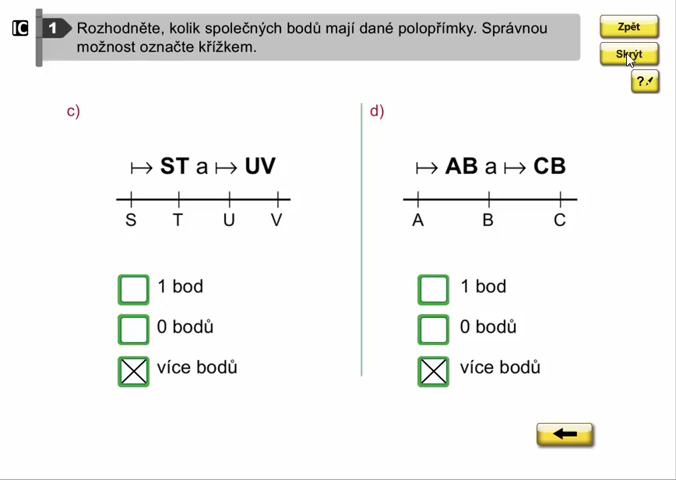 IC 1 Rozhodněte, kolik společných bodů mají dané polopřímky. Správnou
možnost označte křížkem.
Zpět
Skrýt
?
c)
↦ ST a ↦ UV
S T U V
1 bod
0 bodů
více bodů
d)
↦ AB a ↦ CB
A B C
1 bod
0 bodů
více bodů